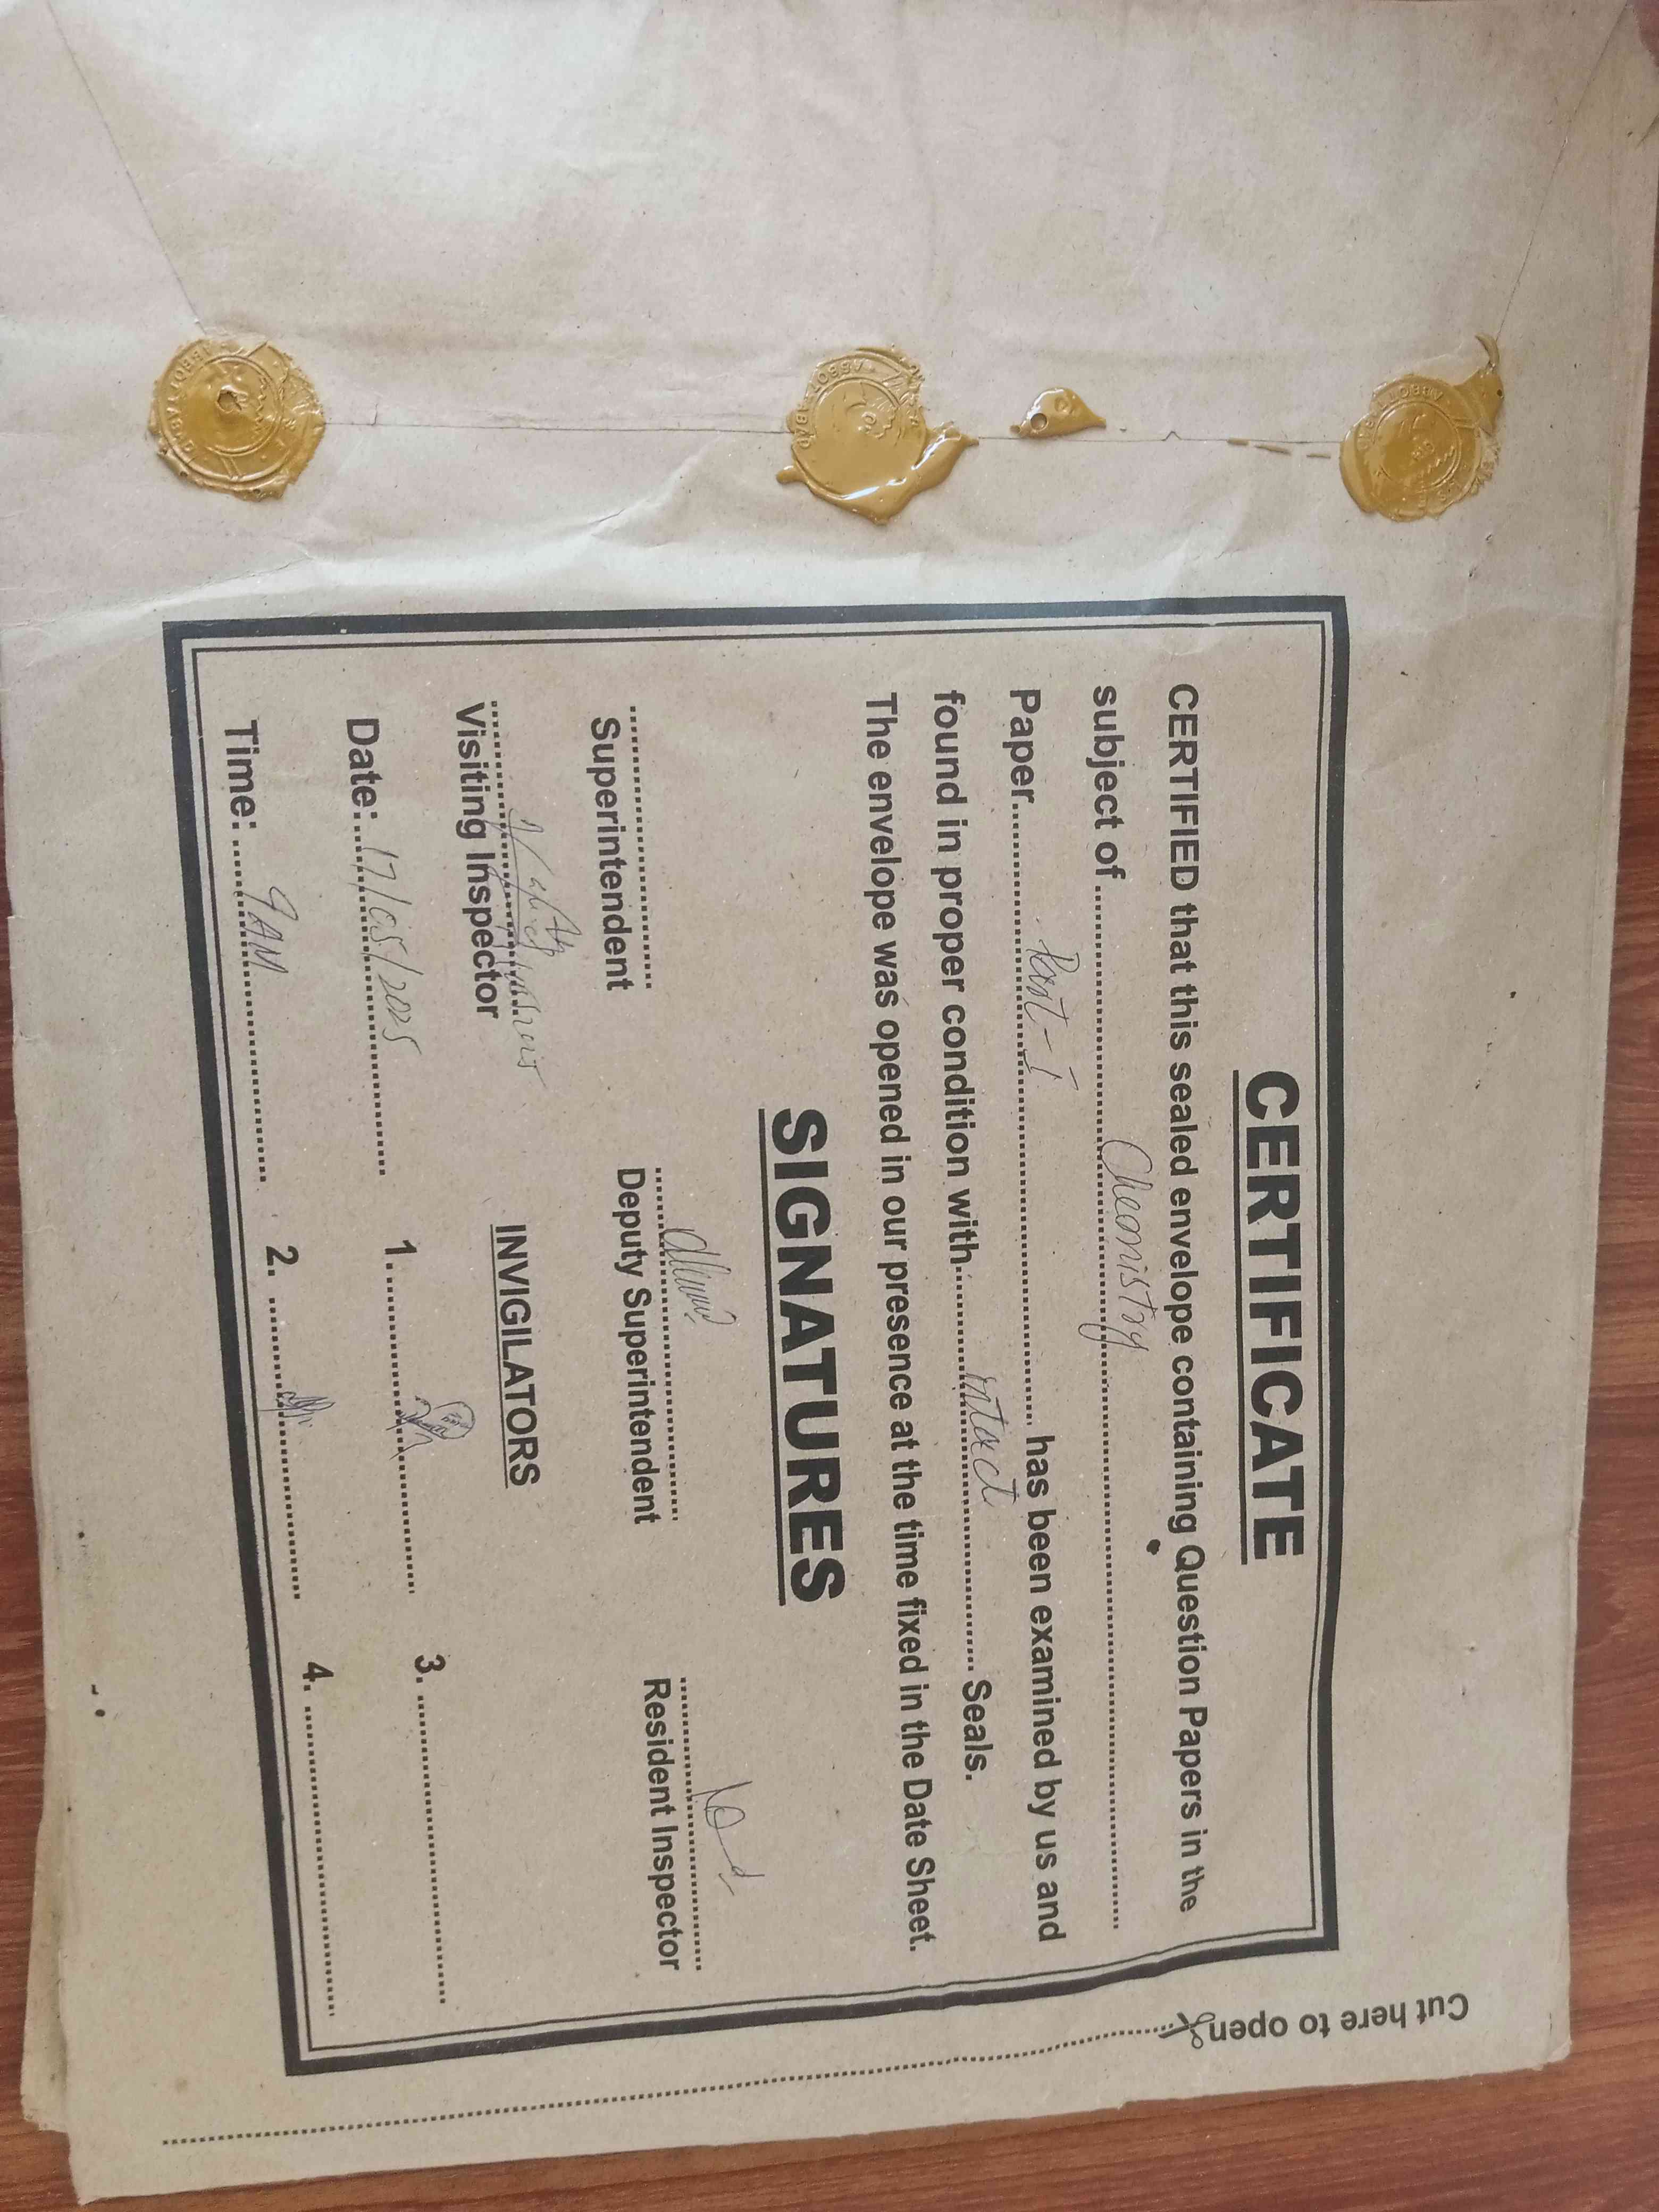 CERTIFICATE
CERTIFIED that this sealed envelope containing Question Papers in the
subject of Chemistry
Paper Part-I has been examined by us and
found in proper condition with intact Seals.
The envelope was opened in our presence at the time fixed in the Date Sheet.
SIGNATURES
Superintendent
Deputy Superintendent
Resident Inspector
Visiting Inspector
INVIGILATORS
Date: 17/05/2025
1.
3.
Time: 9AM
2.
4.
Cut here to open
ABBOTTABAD